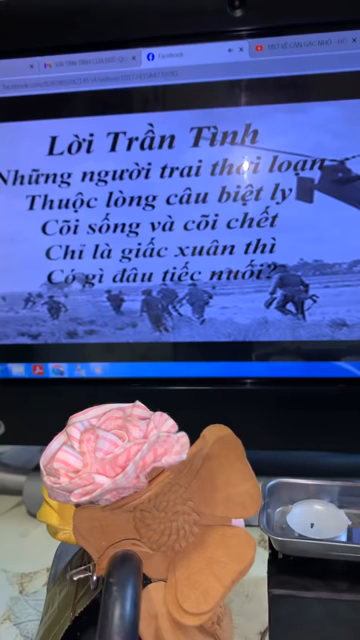 Facebook
Lời Trần Tình
Những người trai thời loạn
Thuộc lòng câu biệt ly
Cõi sống và cõi chết
Chỉ là giấc xuân thì
Có gì đâu tiếc nuối?